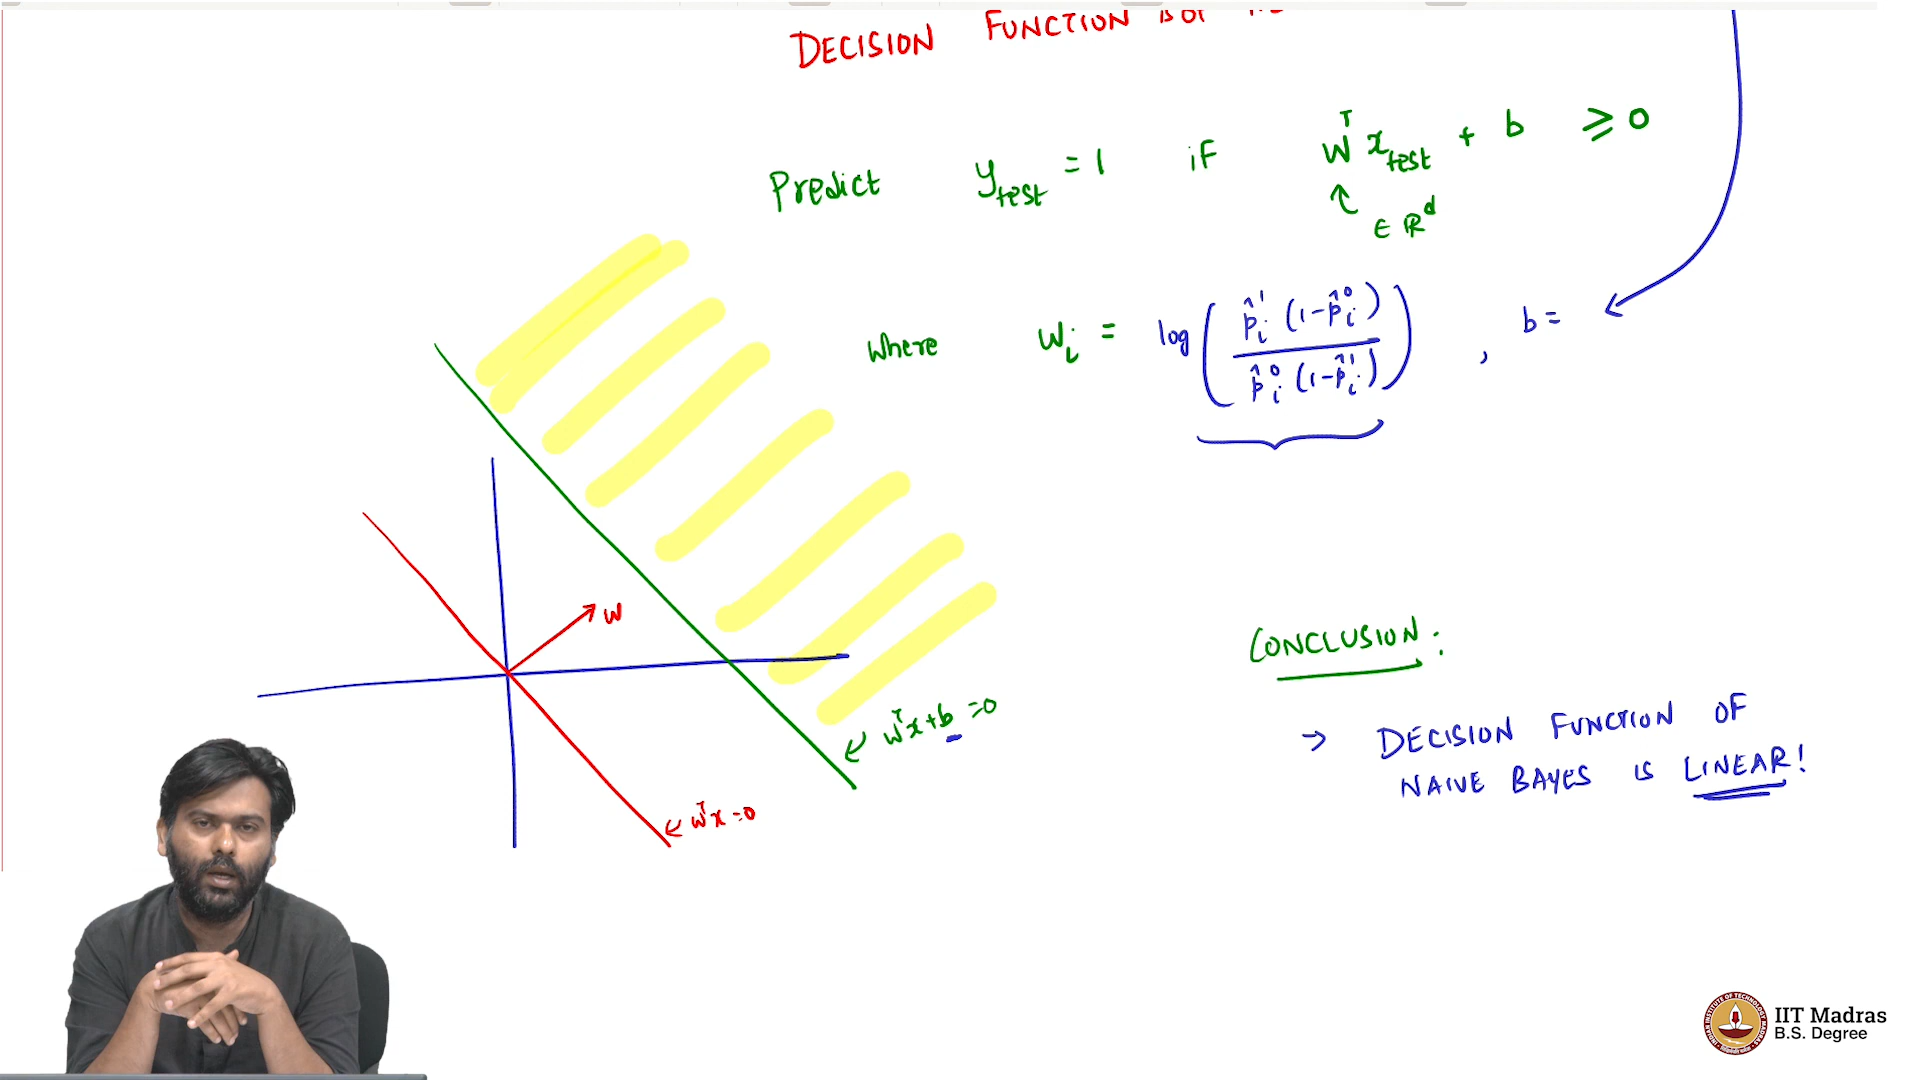 DECISION FUNCTION
Predict y_test = 1 if w^T x_test + b ≥ 0
↑ ∈ ℝ^d
where w_i = log( p̂_i^1 (1-p̂_i^0) / p̂_i^0 (1-p̂_i^1) ) , b =
w
w^T x + b = 0
w^T x = 0
CONCLUSION:
→ DECISION FUNCTION OF
NAIVE BAYES IS LINEAR!
IIT Madras
B.S. Degree